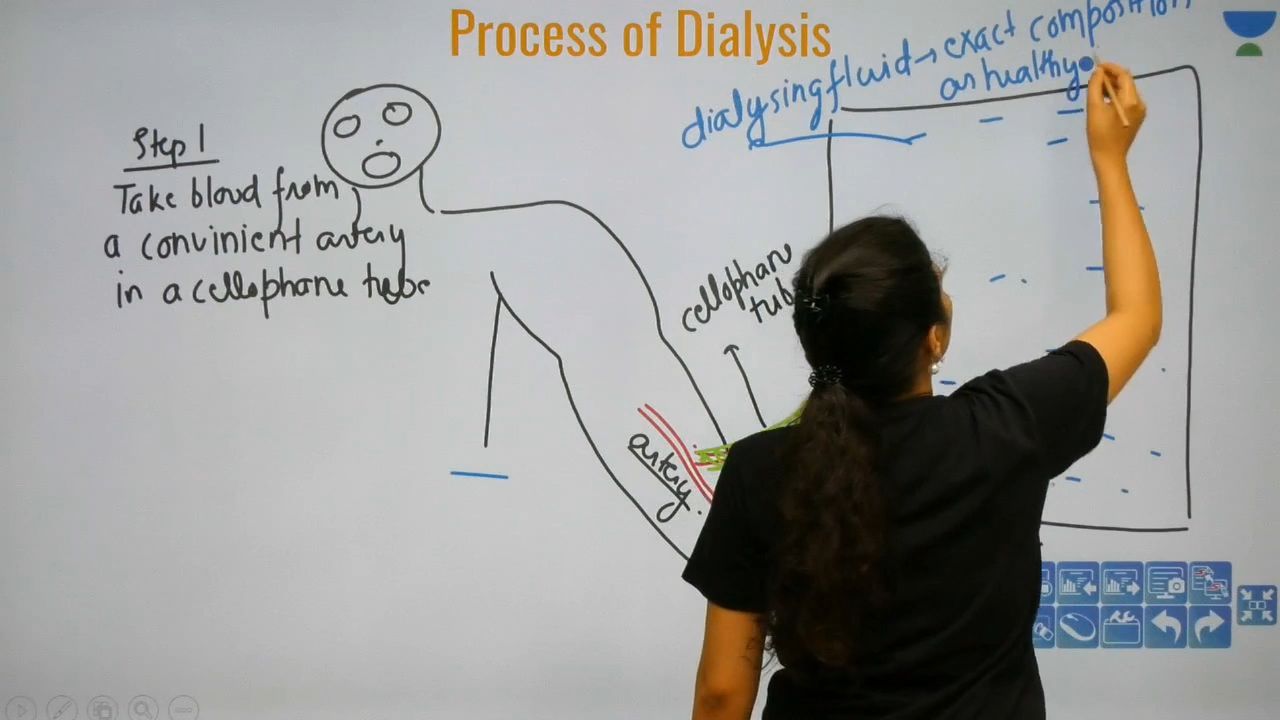 Process of Dialysis
dialysing fluid → exact composition
as healthy
Step 1
Take blood from
a convinient artery
in a cellophane tube
cellophane
tub
artery.